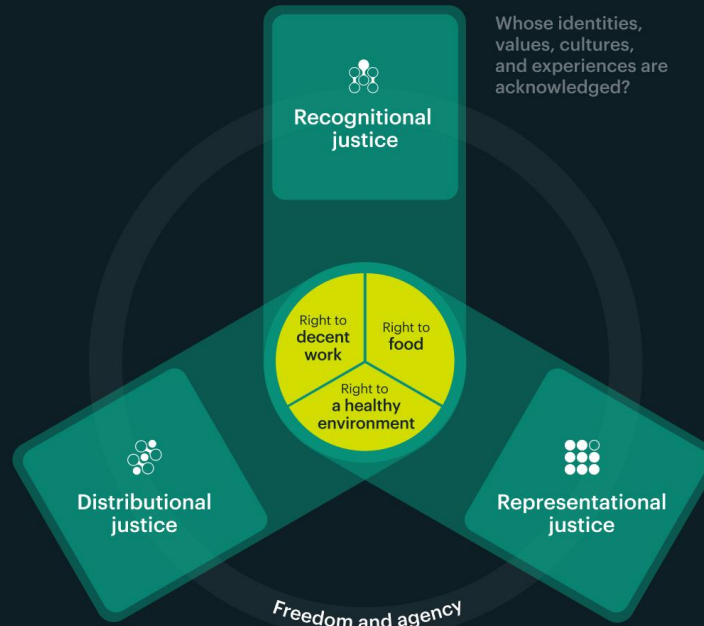 Whose identities,
values, cultures,
and experiences are
acknowledged?
Recognitional
justice
Right to
decent
work
Right to
food
Right to
a healthy
environment
Distributional
justice
Representational
justice
Freedom and agency